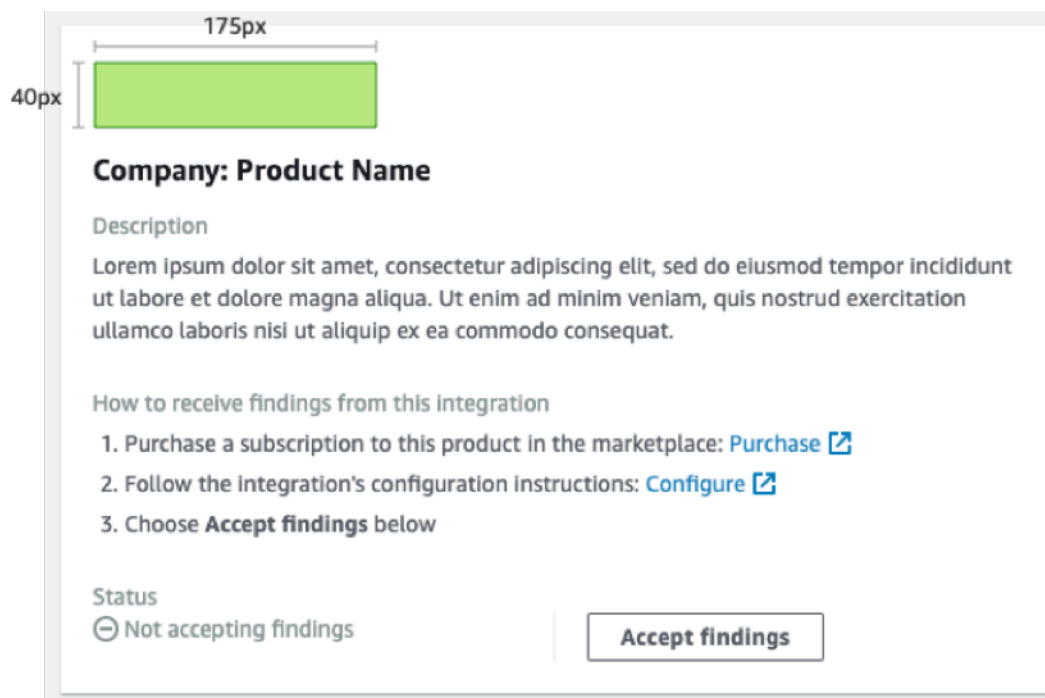 175px
40px
Company: Product Name
Description
Lorem ipsum dolor sit amet, consectetur adipiscing elit, sed do eiusmod tempor incididunt
ut labore et dolore magna aliqua. Ut enim ad minim veniam, quis nostrud exercitation
ullamco laboris nisi ut aliquip ex ea commodo consequat.
How to receive findings from this integration
1. Purchase a subscription to this product in the marketplace: Purchase
2. Follow the integration's configuration instructions: Configure
3. Choose Accept findings below
Status
Not accepting findings
Accept findings